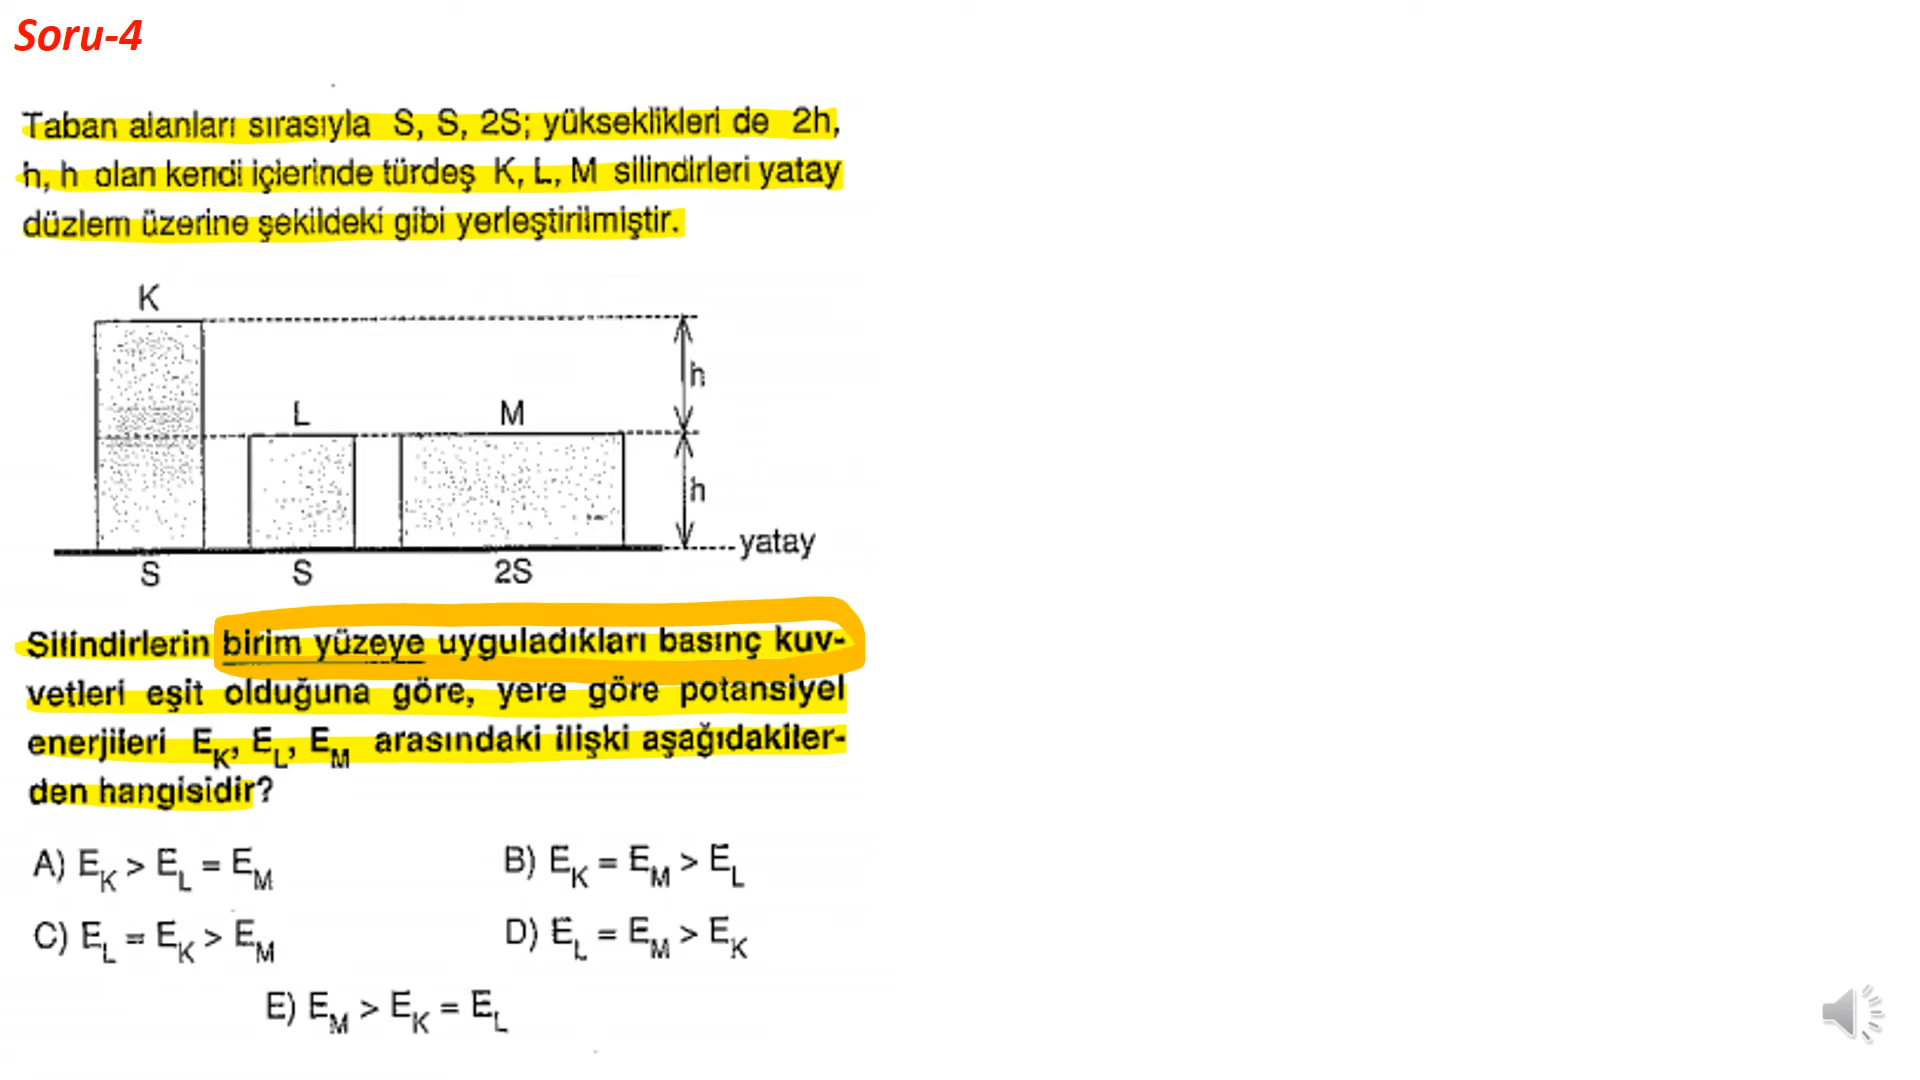 Soru-4
Taban alanları sırasıyla S, S, 2S; yükseklikleri de 2h,
h, h olan kendi içlerinde türdeş K, L, M silindirleri yatay
düzlem üzerine şekildeki gibi yerleştirilmiştir.
K
h
L
M
h
yatay
S
S
2S
Silindirlerin birim yüzeye uyguladıkları basınç kuv-
vetleri eşit olduğuna göre, yere göre potansiyel
enerjileri E_K, E_L, E_M arasındaki ilişki aşağıdakiler-
den hangisidir?
A) E_K > E_L = E_M
B) E_K = E_M > E_L
C) E_L = E_K > E_M
D) E_L = E_M > E_K
E) E_M > E_K = E_L